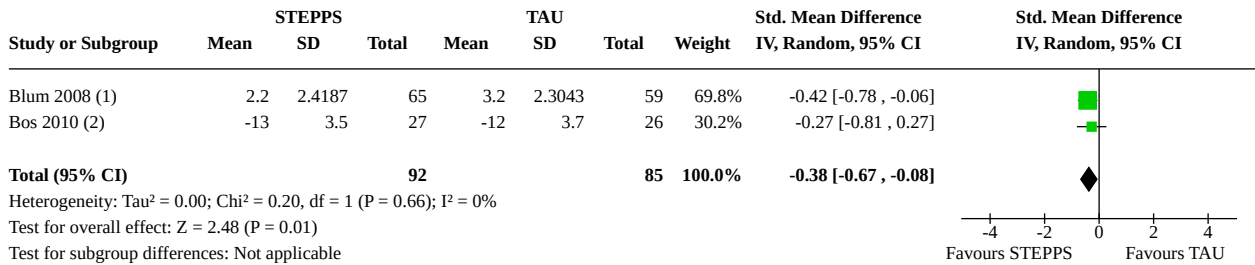 STEPPS TAU Std. Mean Difference Std. Mean Difference
Study or Subgroup Mean SD Total Mean SD Total Weight IV, Random, 95% CI IV, Random, 95% CI
Blum 2008 (1) 2.2 2.4187 65 3.2 2.3043 59 69.8% -0.42 [-0.78 , -0.06]
Bos 2010 (2) -13 3.5 27 -12 3.7 26 30.2% -0.27 [-0.81 , 0.27]
Total (95% CI) 92 85 100.0% -0.38 [-0.67 , -0.08]
Heterogeneity: Tau² = 0.00; Chi² = 0.20, df = 1 (P = 0.66); I² = 0%
Test for overall effect: Z = 2.48 (P = 0.01)
-4 -2 0 2 4
Test for subgroup differences: Not applicable Favours STEPPS Favours TAU